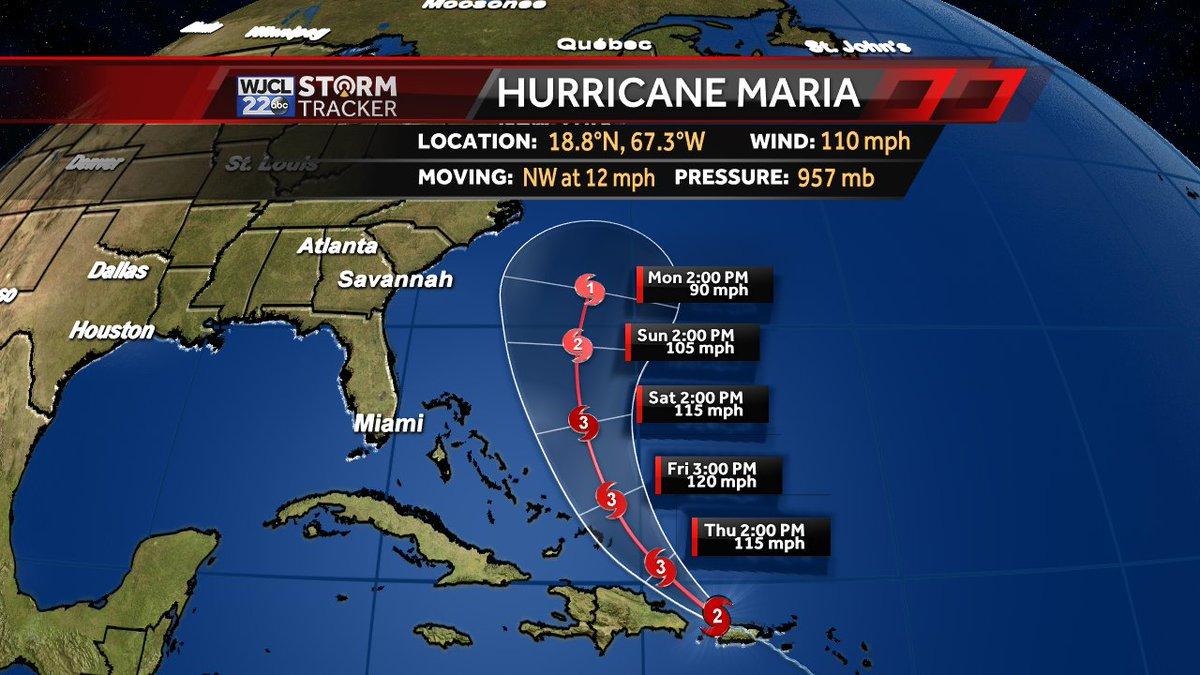 Moosonee
Winnipeg
Québec
St. John's
WJCL
22 abc
STORM
TRACKER
HURRICANE MARIA
LOCATION: 18.8°N, 67.3°W WIND: 110 mph
MOVING: NW at 12 mph PRESSURE: 957 mb
Denver
St. Louis
Atlanta
Dallas
Savannah
Houston
Miami
1
Mon 2:00 PM
90 mph
2
Sun 2:00 PM
105 mph
3
Sat 2:00 PM
115 mph
3
Fri 3:00 PM
120 mph
3
Thu 2:00 PM
115 mph
2